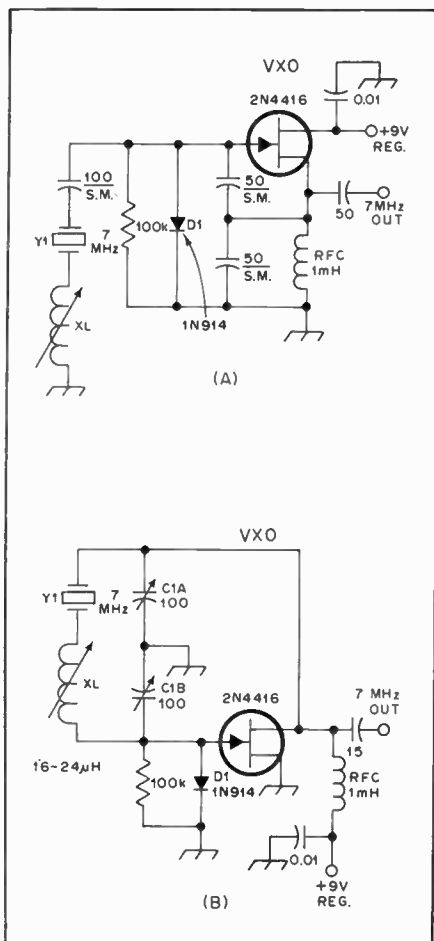 VXO
2N4416
0.01
+9V
REG.
100
S.M.
50
S.M.
50
7MHz
OUT
Y1
7
MHz
100k
D1
50
S.M.
RFC
1mH
XL
1N914
(A)
VXO
Y1
7
MHz
C1A
100
XL
C1B
100
2N4416
7 MHz
OUT
15
16~24µH
100k
D1
1N914
RFC
1mH
0.01
+9V
REG.
(B)